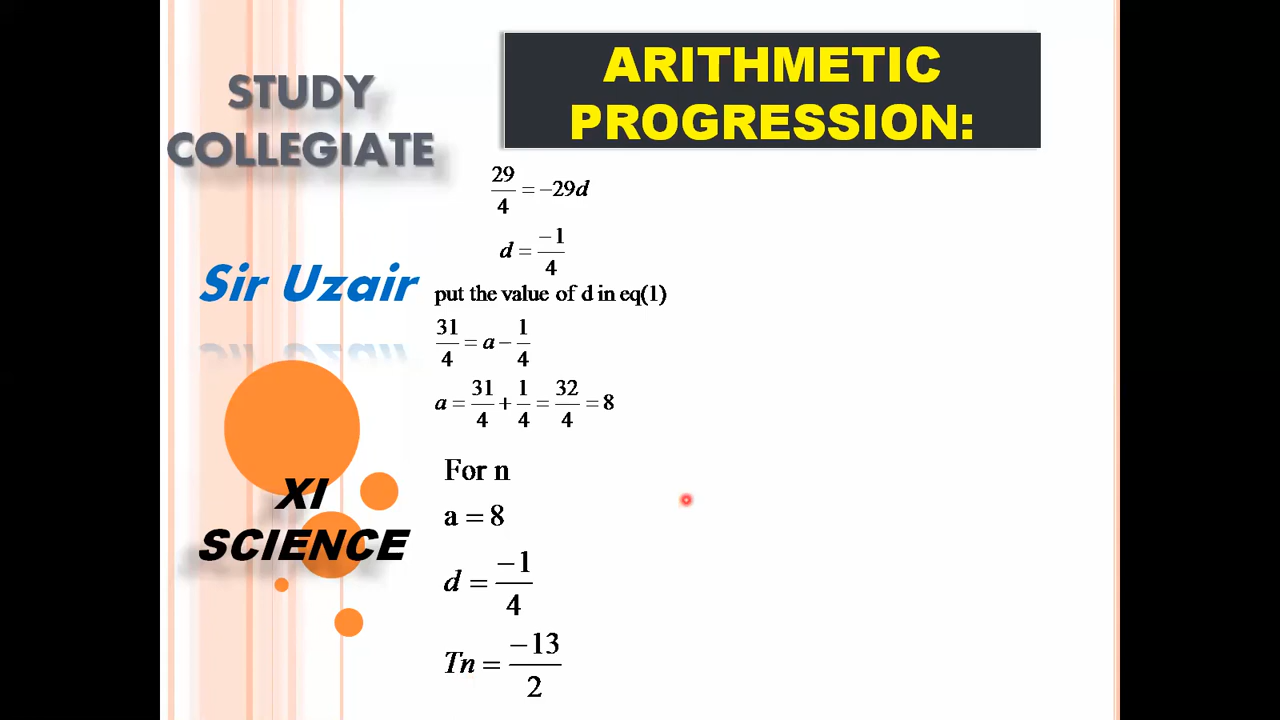 STUDY
COLLEGIATE
Sir Uzair
XI
SCIENCE
ARITHMETIC
PROGRESSION:
29/4 = −29d
d = −1/4
put the value of d in eq(1)
31/4 = a − 1/4
a = 31/4 + 1/4 = 32/4 = 8
For n
a = 8
d = −1/4
Tn = −13/2